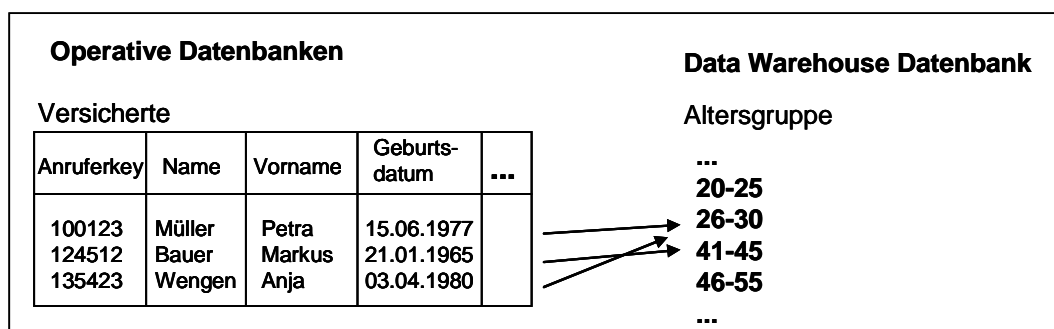 Operative Datenbanken
Versicherte
Anruferkey Name Vorname Geburts-
datum ...
100123 Müller Petra 15.06.1977
124512 Bauer Markus 21.01.1965
135423 Wengen Anja 03.04.1980
Data Warehouse Datenbank
Altersgruppe
...
20-25
26-30
41-45
46-55
...